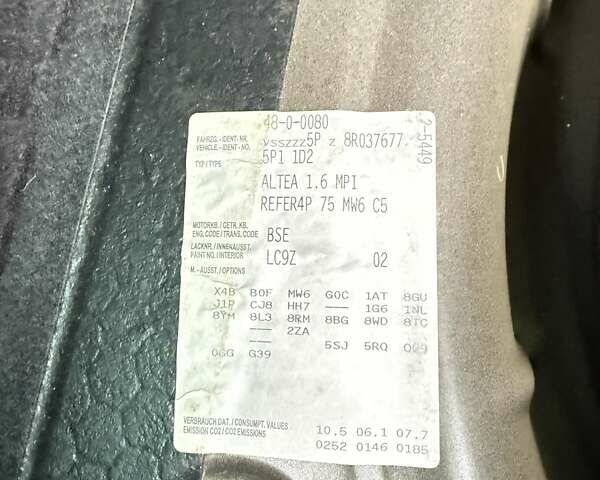 48-0-0080
2-5449
FAHRZG.-IDENT-NR. VEHICLE-IDENT-NO. VSSZZZ5P Z 8R037677
TYP/TYPE 5P1 1D2
ALTEA 1.6 MPI
REFER4P 75 MW6 C5
MOTORKB./GETR.KB. ENG.CODE/TRANS.CODE BSE
LACKNR./INNENAUSST. PAINT NO./INTERIOR LC9Z 02
M.-AUSST./OPTIONS
X4B B0F MW6 G0C 1AT 8GU
J1P CJ8 HH7 — 1G6 1NL
8YM 8L3 8RM 8BG 8WD 8TC
— 2ZA —
— 5SJ 5RQ
0GG G39
VERBRAUCH.DAT./CONSUMPT.VALUES 10.5 06.1 07.7
EMISSION CO2/CO2 EMISSIONS 0252 0146 0185